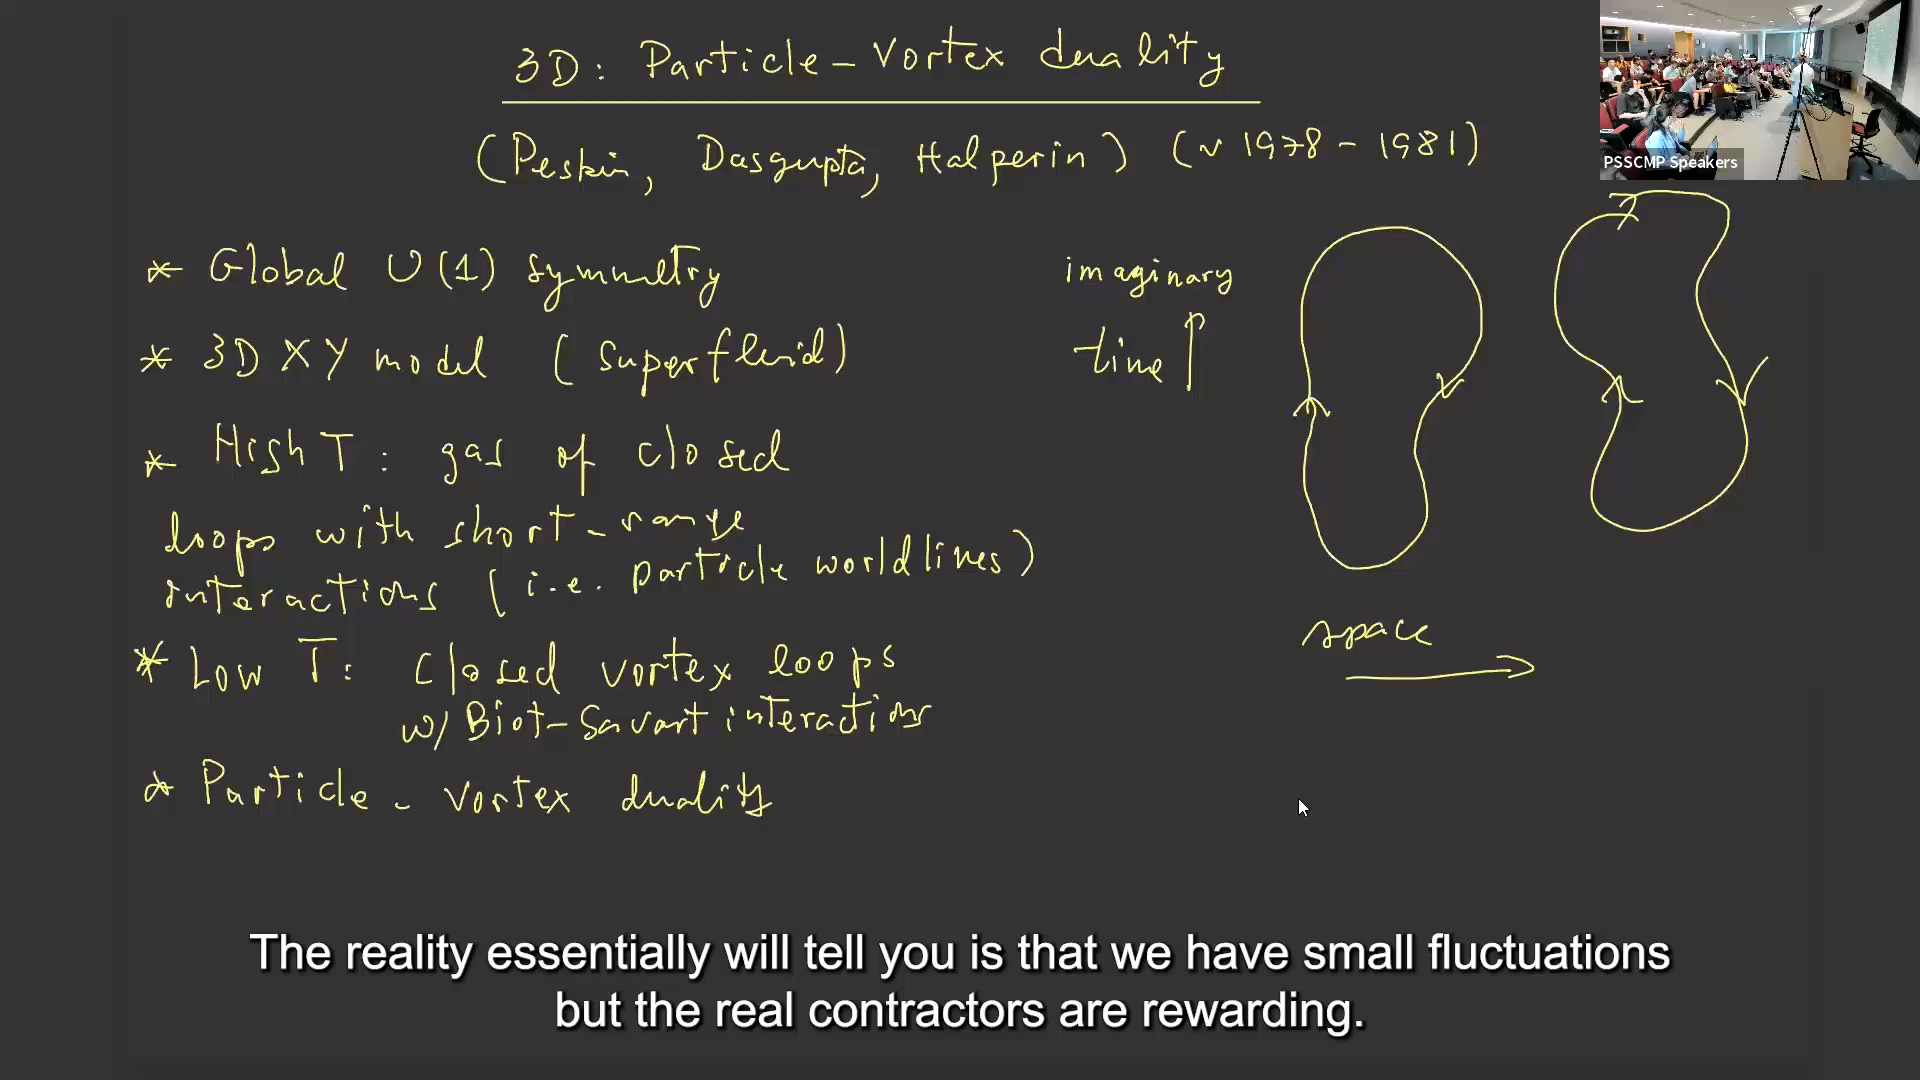 3D: Particle - Vortex duality
(Peskin, Dasgupta, Halperin) (~ 1978 - 1981)
PSSCMP Speakers
* Global U(1) symmetry
* 3D XY model (superfluid)
* High T: gas of closed
loops with short-range
interactions (i.e. particle worldlines)
* Low T: closed vortex loops
w/ Biot-Savart interactions
* Particle - vortex duality
imaginary
time
space
The reality essentially will tell you is that we have small fluctuations
but the real contractors are rewarding.